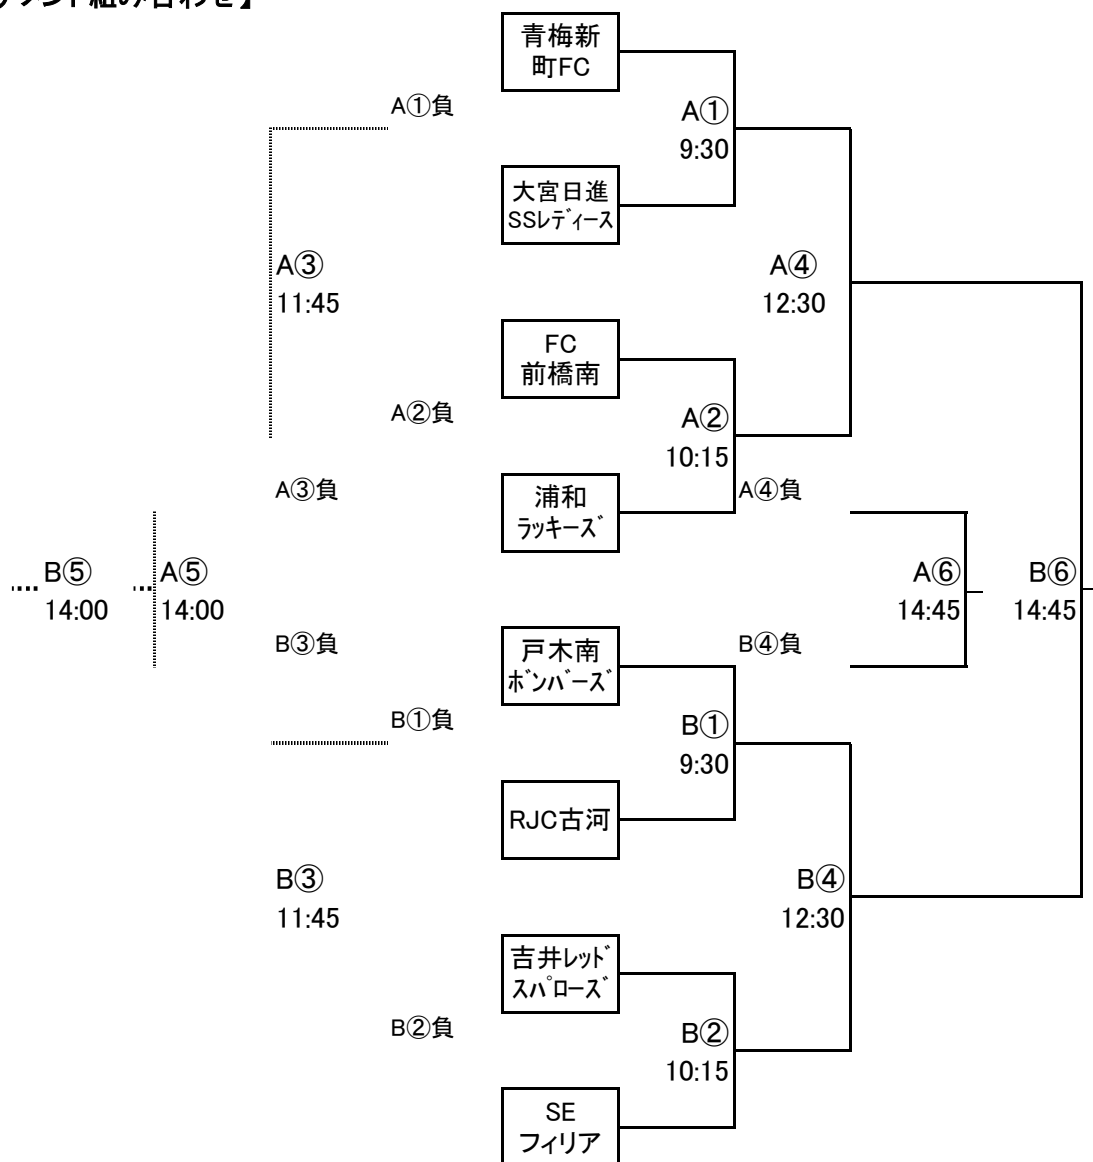 組み合わせ】
青梅新
町FC
A①負
A①
9:30
大宮日進
SSレディース
A③
11:45
A④
12:30
FC
前橋南
A②負
A②
10:15
A③負
浦和
ラッキーズ
A④負
B⑤
14:00
A⑤
14:00
A⑥
14:45
B⑥
14:45
B③負
戸木南
ボンバーズ
B④負
B①負
B①
9:30
RJC古河
B③
11:45
B④
12:30
吉井レッド
スパローズ
B②負
B②
10:15
SE
フィリア